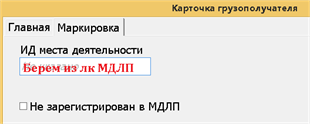 Карточка грузополучателя
Главная Маркировка
ИД места деятельности
Берем из лк МДЛП
Не зарегистрирован в МДЛП